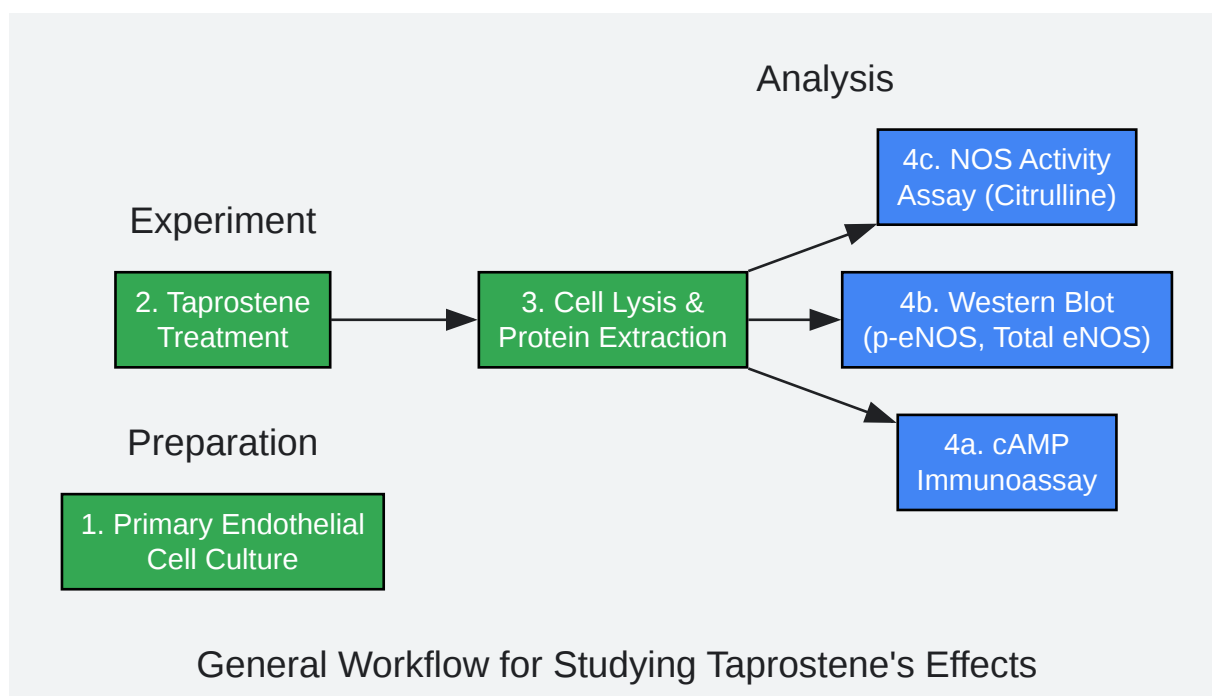 Analysis
4c. NOS Activity
Assay (Citrulline)
Experiment
2. Taprostene
Treatment
3. Cell Lysis &
Protein Extraction
4b. Western Blot
(p-eNOS, Total eNOS)
Preparation
4a. cAMP
Immunoassay
1. Primary Endothelial
Cell Culture
General Workflow for Studying Taprostene's Effects